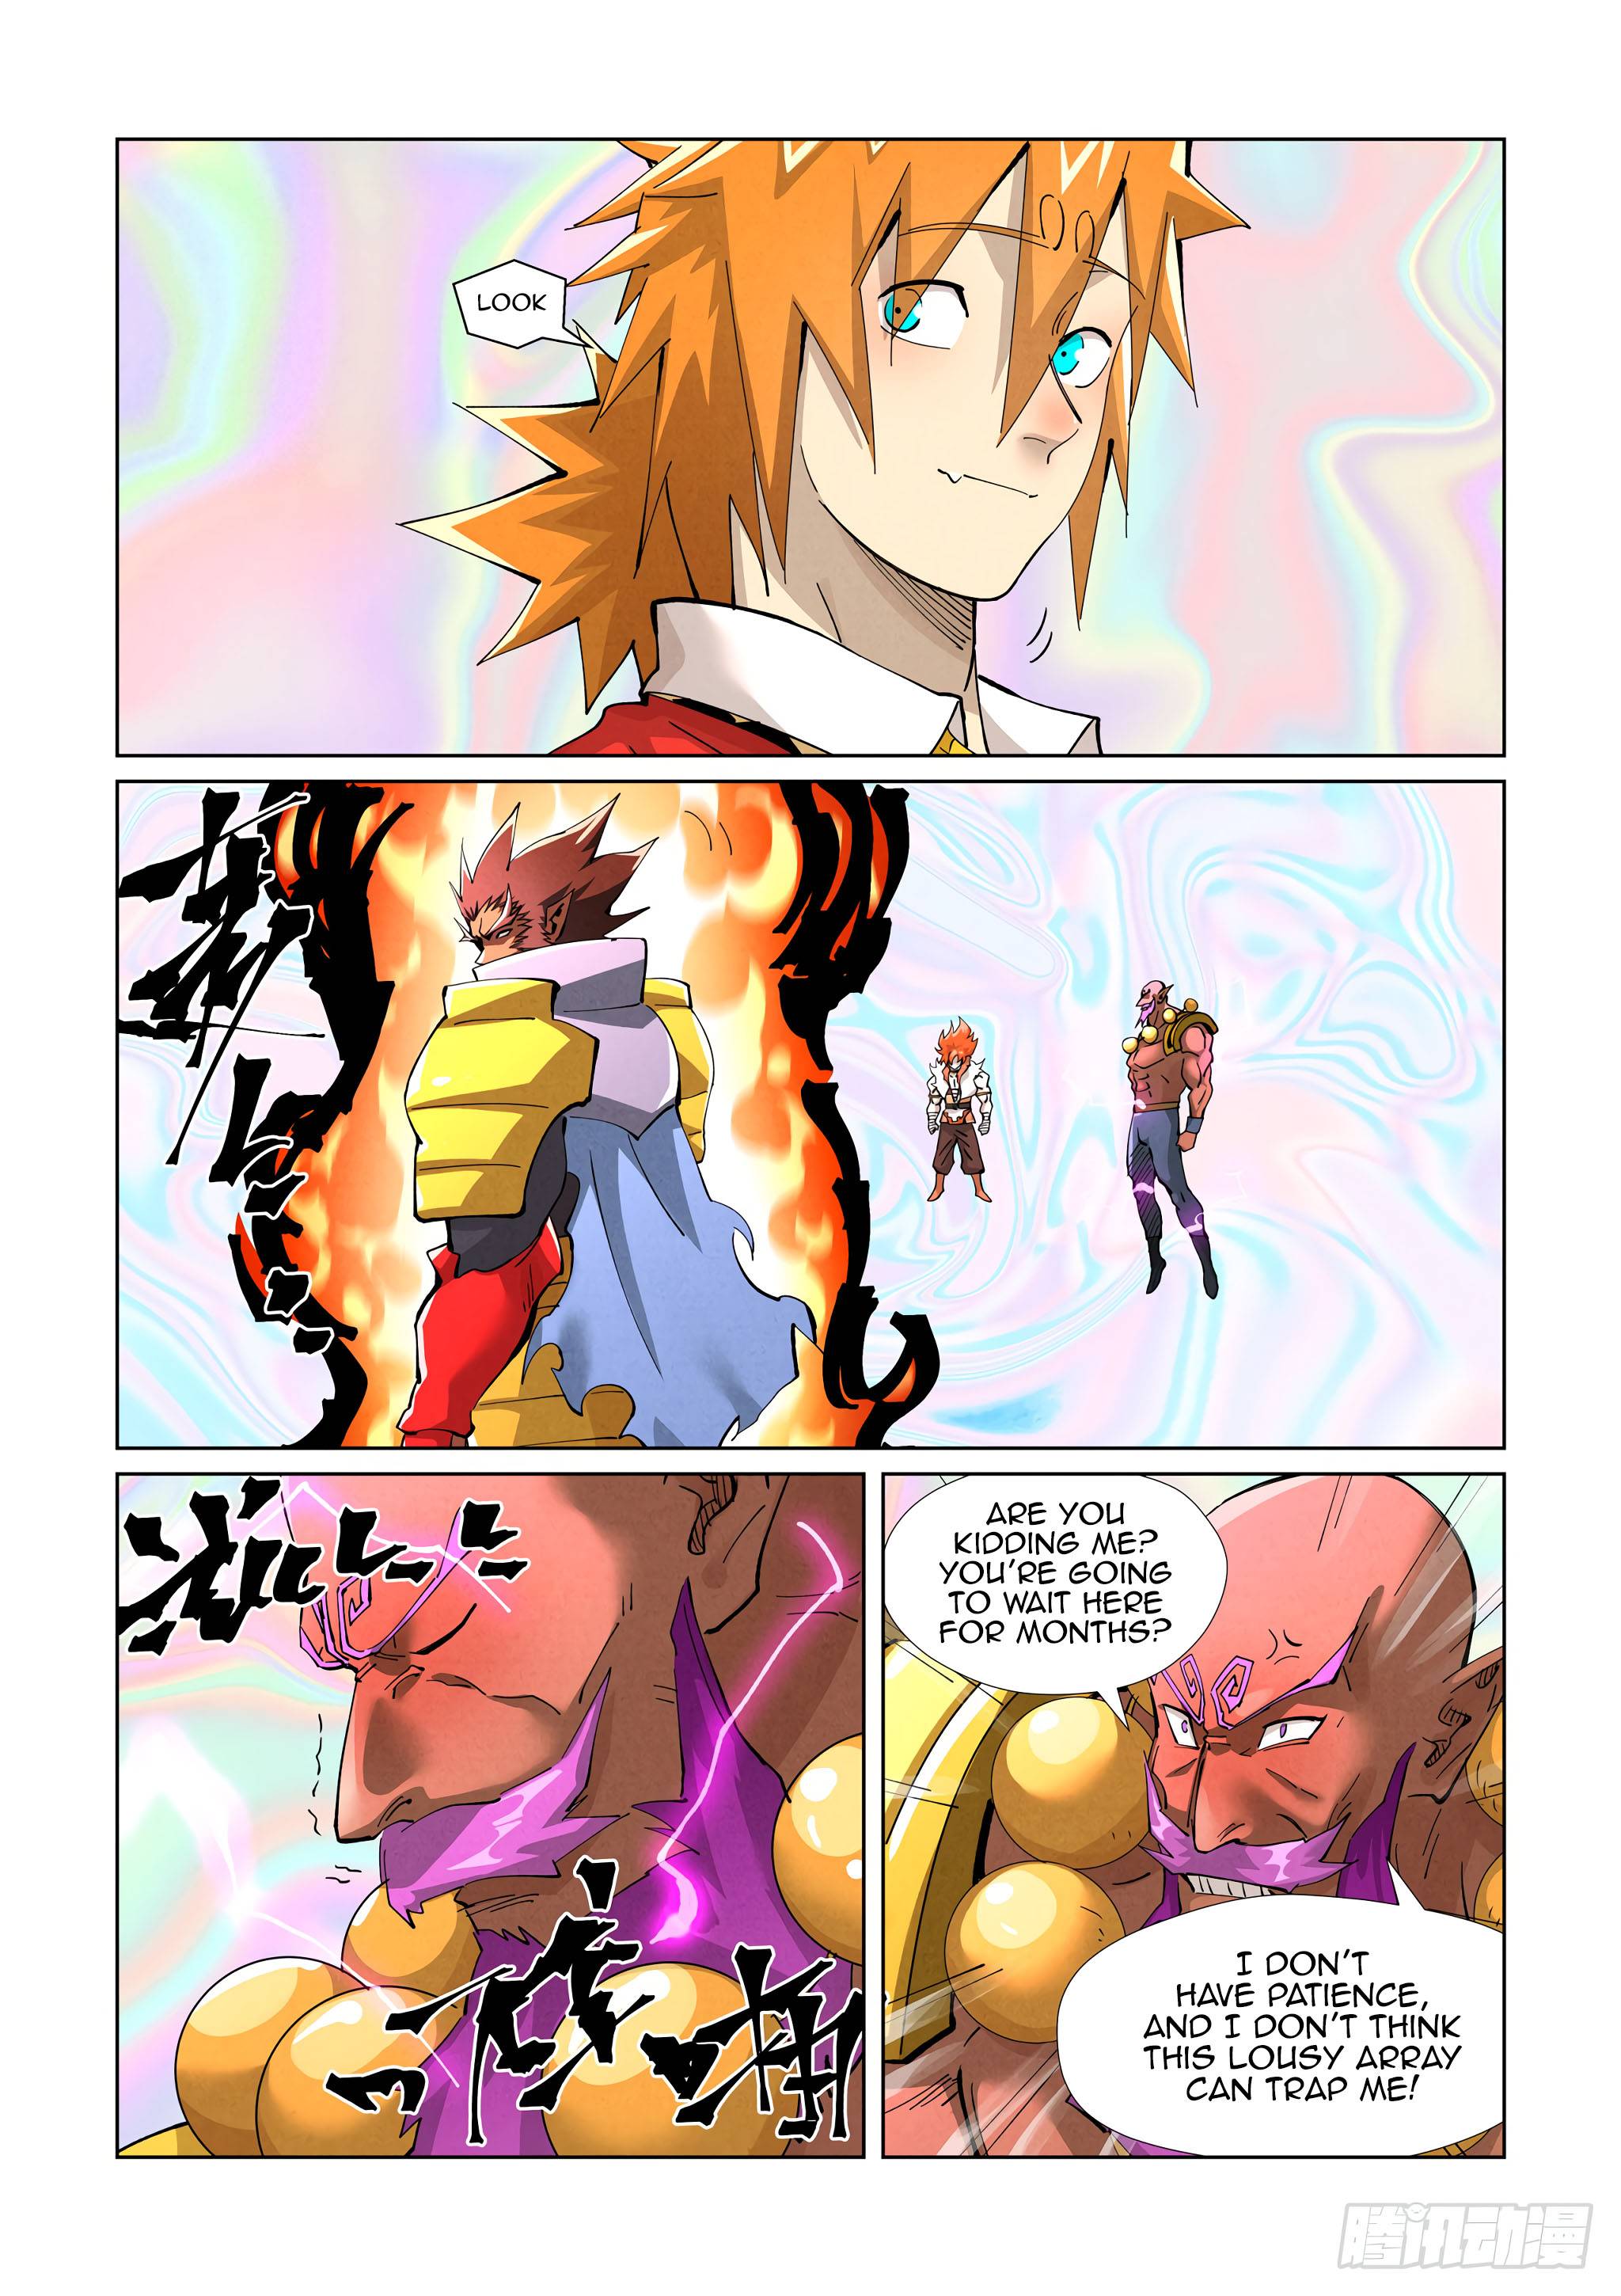 LOOK
ARE YOU
KIDDING ME?
YOU'RE GOING
TO WAIT HERE
FOR MONTHS?
I DON'T
HAVE PATIENCE,
AND I DON'T THINK
THIS LOUSY ARRAY
CAN TRAP ME!
腾讯动漫